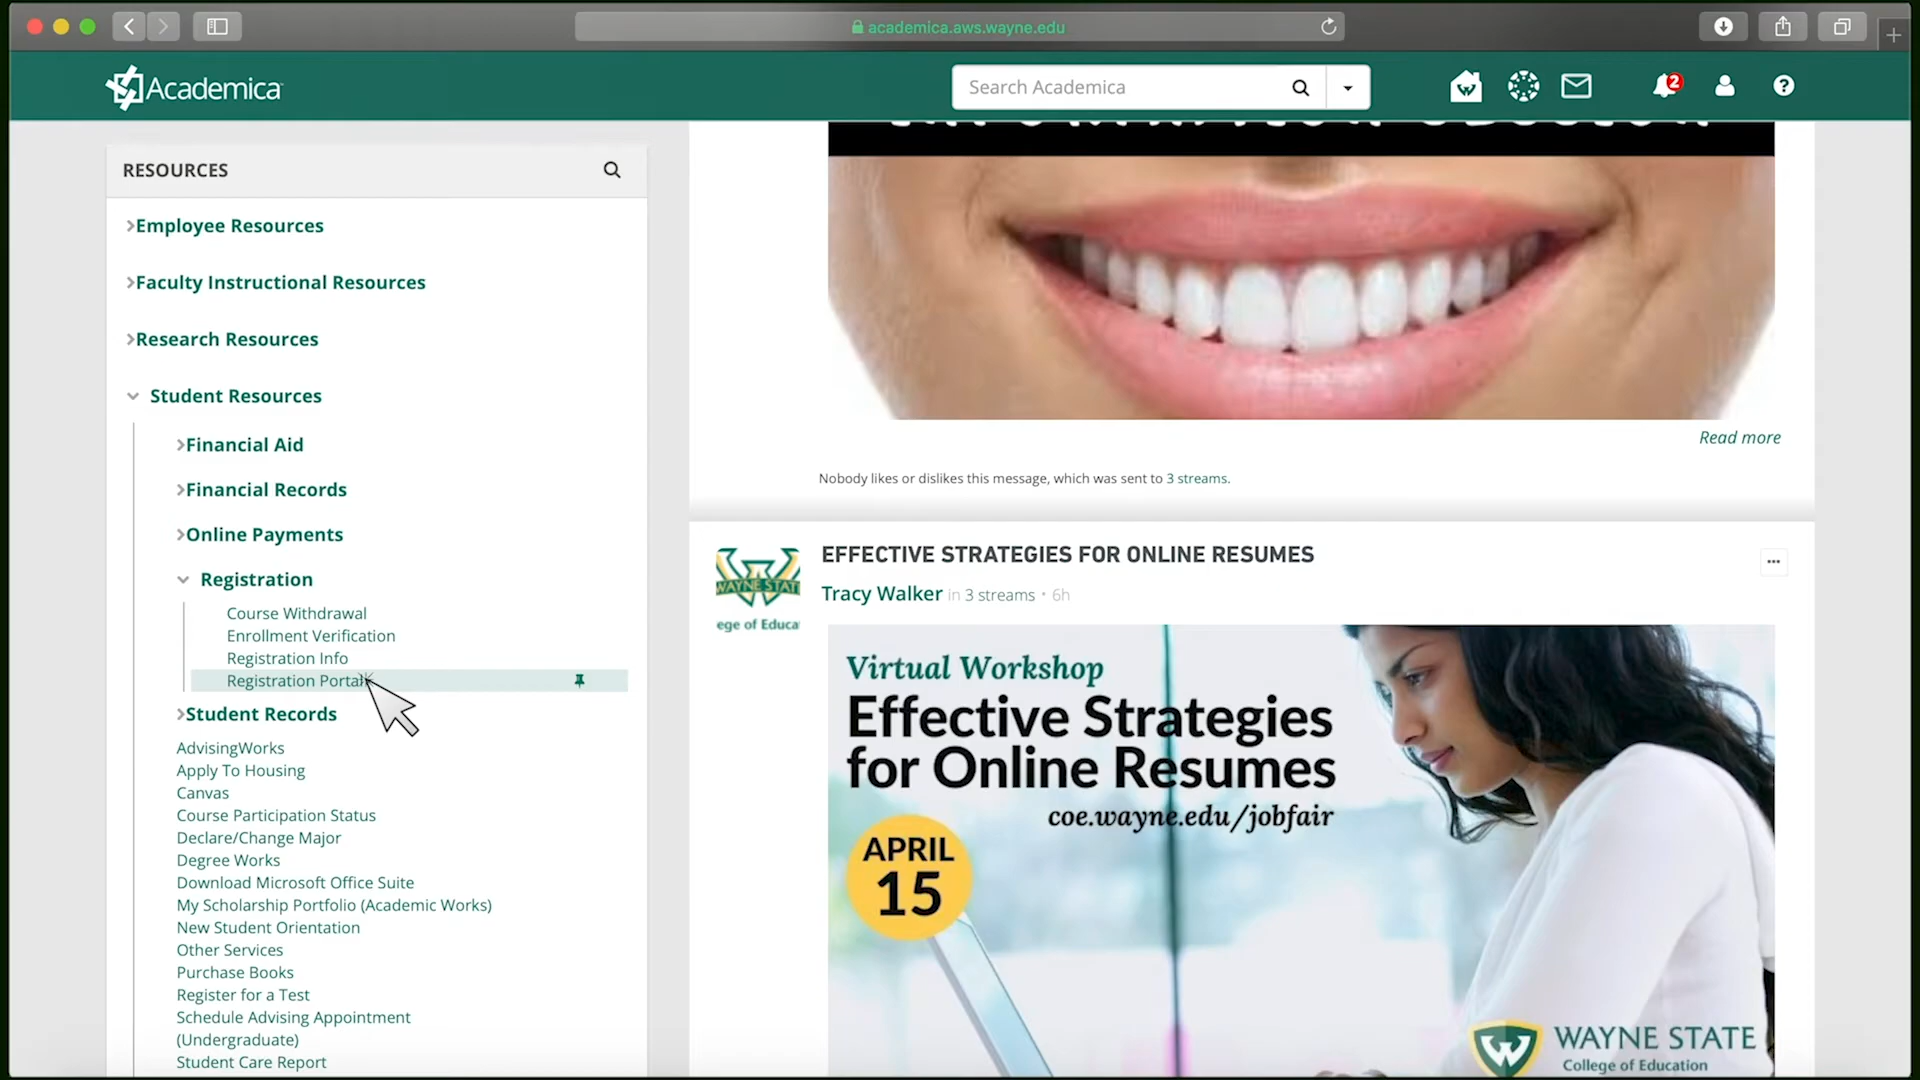 academica.aws.wayne.edu
Academica
Search Academica
2
RESOURCES
Employee Resources
Faculty Instructional Resources
Research Resources
Student Resources
Financial Aid
Financial Records
Online Payments
Registration
Course Withdrawal
Enrollment Verification
Registration Info
Registration Portal
Student Records
AdvisingWorks
Apply To Housing
Canvas
Course Participation Status
Declare/Change Major
Degree Works
Download Microsoft Office Suite
My Scholarship Portfolio (Academic Works)
New Student Orientation
Other Services
Purchase Books
Register for a Test
Schedule Advising Appointment
(Undergraduate)
Student Care Report
Read more
Nobody likes or dislikes this message, which was sent to 3 streams.
WAYNE STAT
ege of Educa
EFFECTIVE STRATEGIES FOR ONLINE RESUMES
Tracy Walker in 3 streams • 6h
Virtual Workshop
Effective Strategies
for Online Resumes
coe.wayne.edu/jobfair
APRIL
15
WAYNE STATE
College of Education